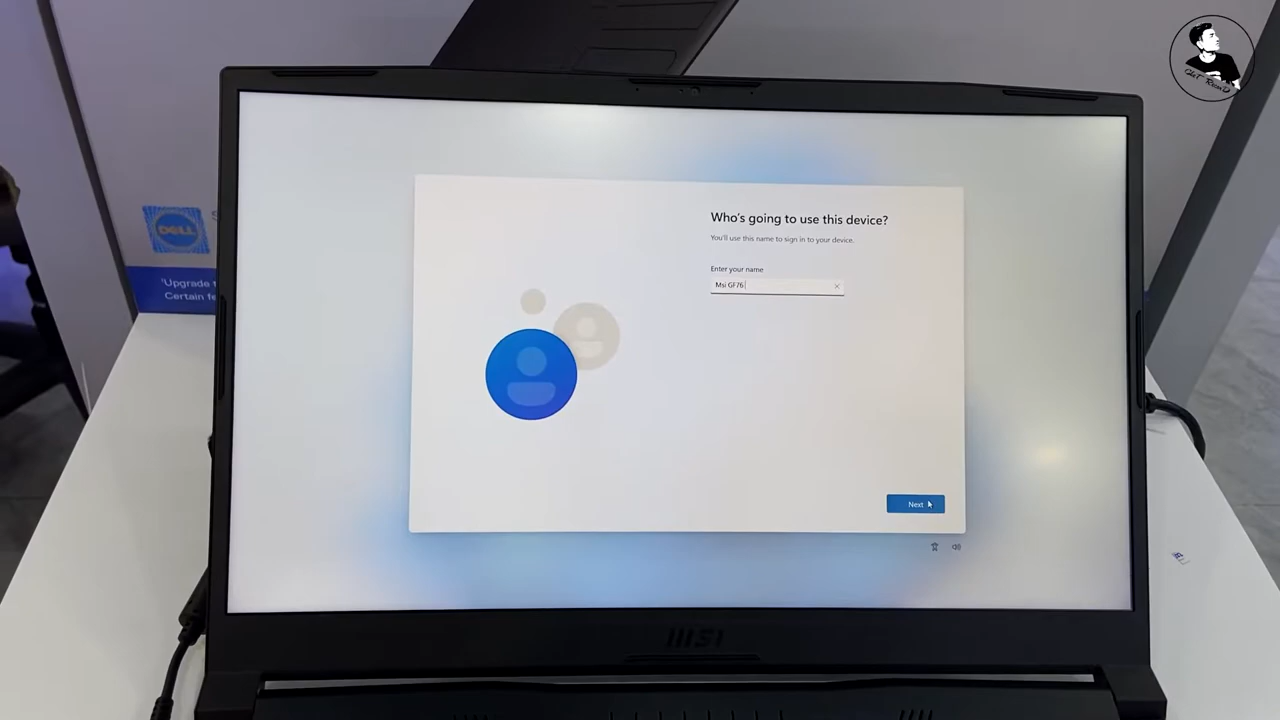 DELL
'Upgrade t
Certain fe
Who's going to use this device?
You'll use this name to sign in to your device.
Enter your name
Msi GF76
Next
msi